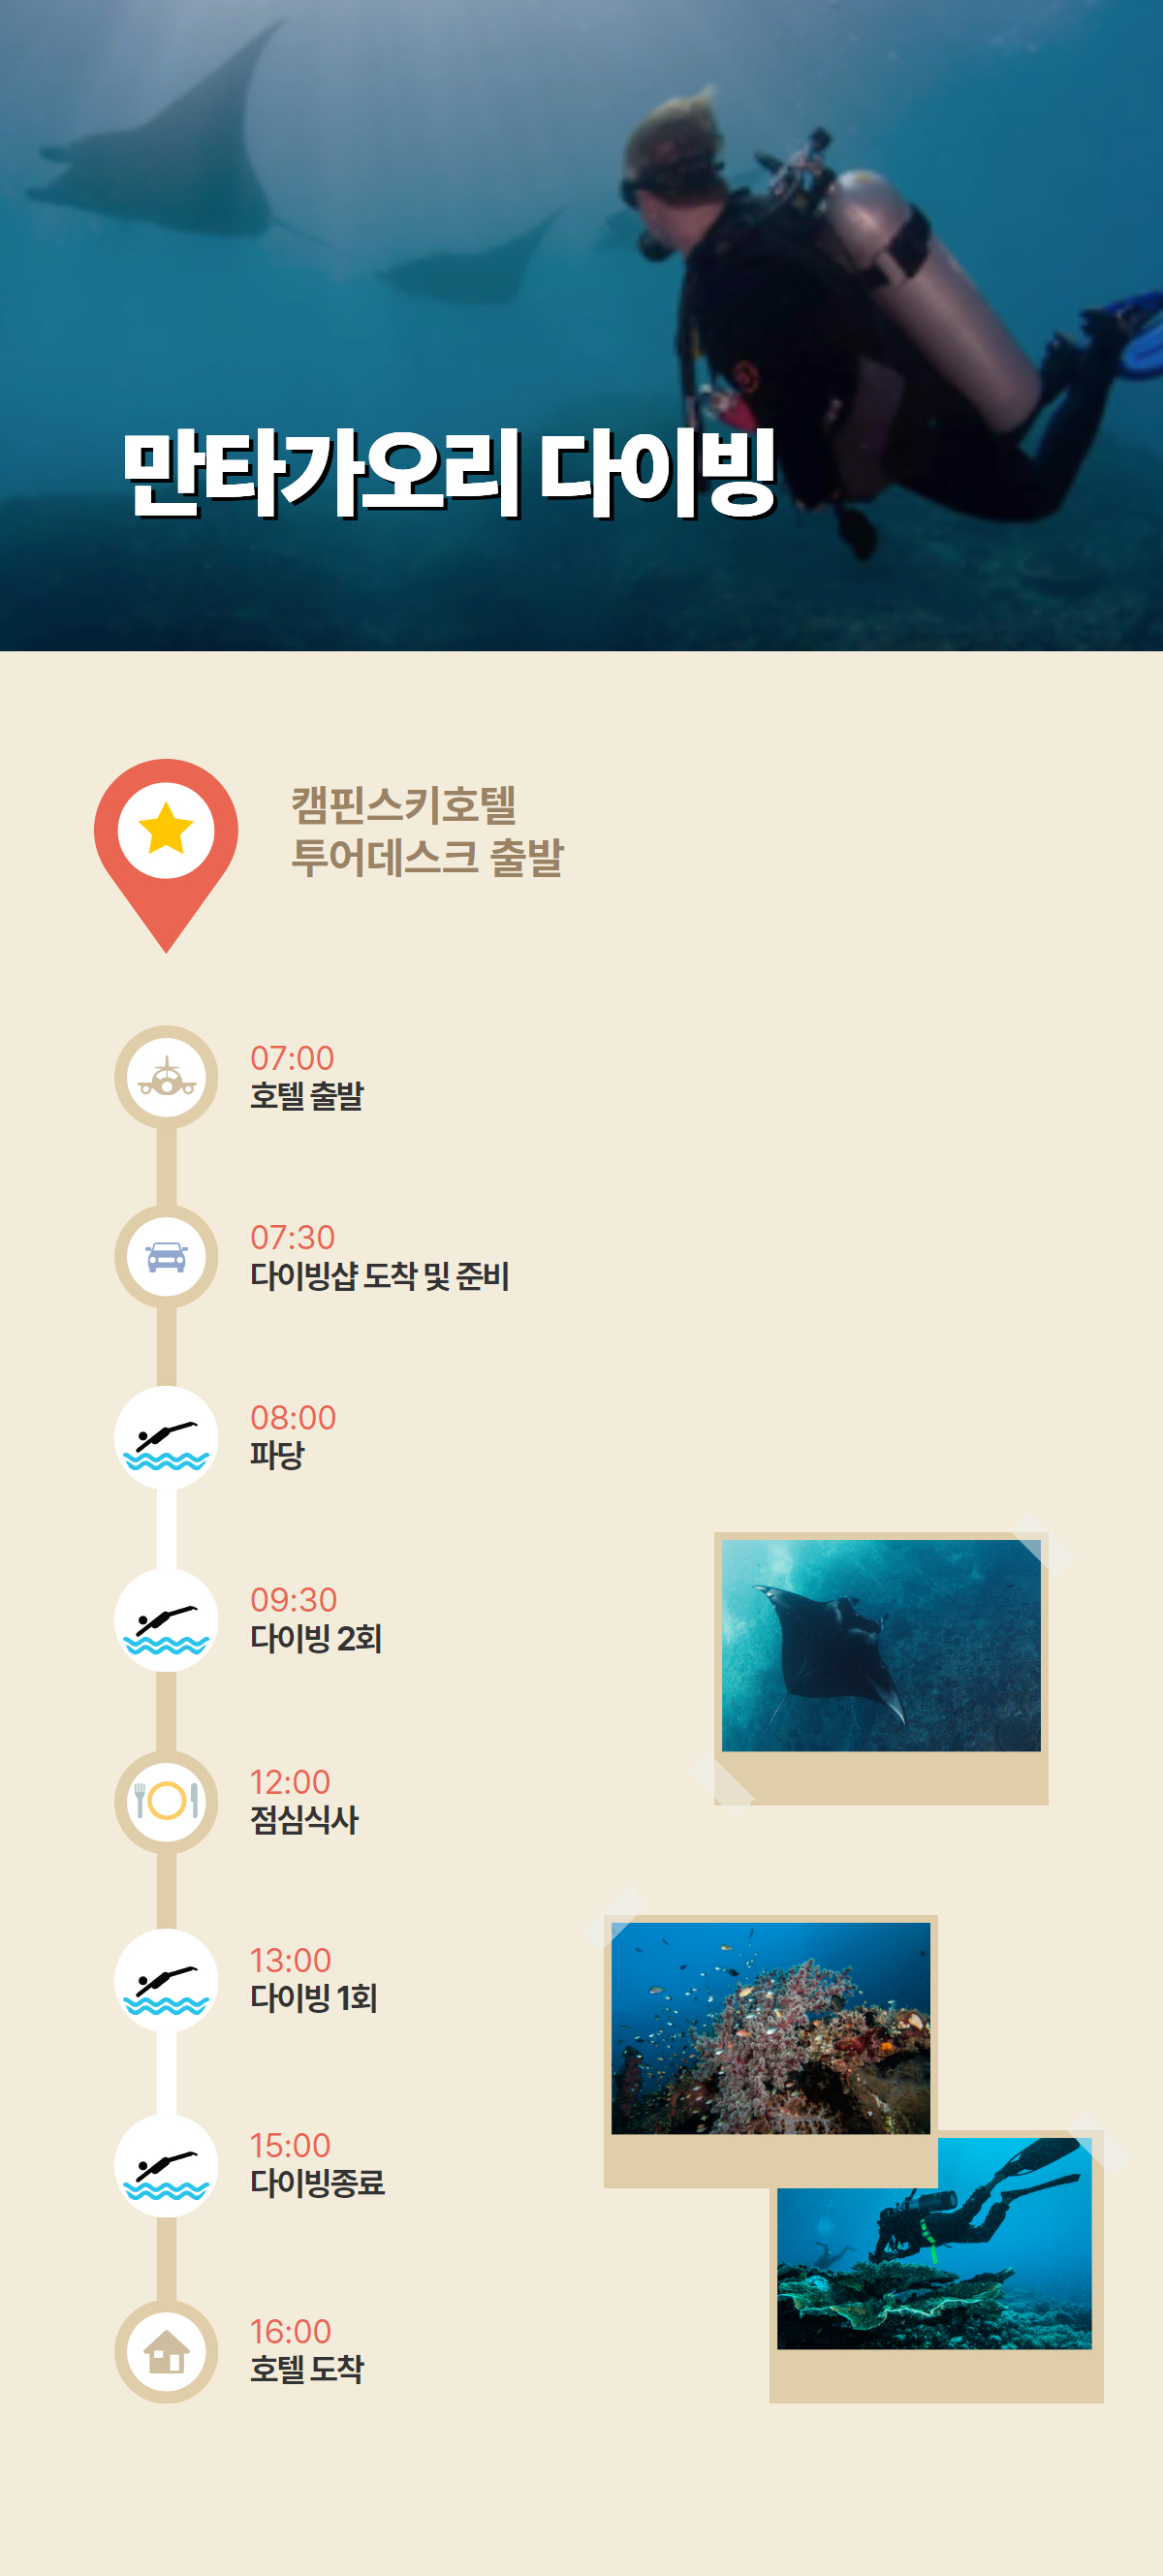 만타가오리 다이빙
캠핀스키호텔
투어데스크 출발
07:00
호텔 출발
07:30
다이빙샵 도착 및 준비
08:00
파당
09:30
다이빙 2회
12:00
점심식사
13:00
다이빙 1회
15:00
다이빙종료
16:00
호텔 도착